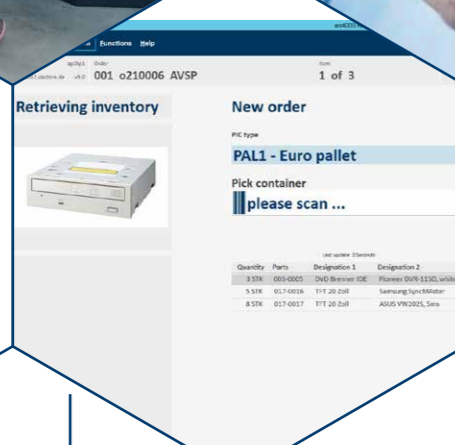 Functions Help
Order
001 o210006 AVSP
Item
1 of 3
Retrieving inventory
New order
PIC type
PAL1 - Euro pallet
Pick container
please scan ...
Last update
Quantity Parts Designation 1 Designation 2
3 STK 001-0005 DVD Brenner IDE Pioneer DVR-115D, white
5 STK 017-0016 TFT 20 Zoll Samsung SyncMaster
8 STK 017-0017 TFT 20 Zoll ASUS VW202S, 5ms